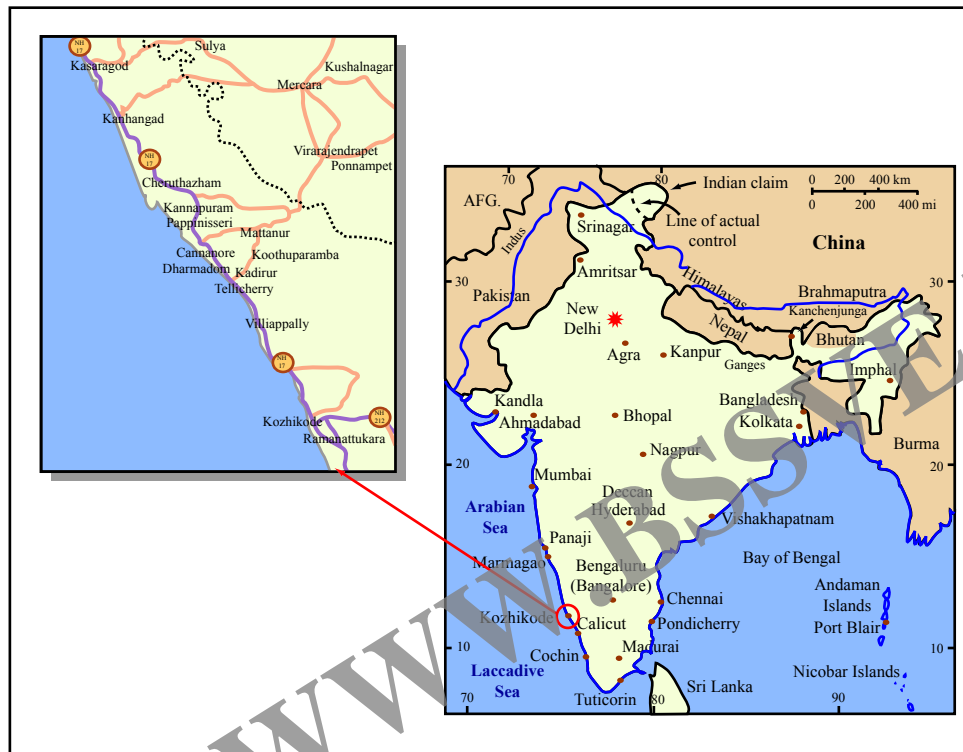 NH
17
Sulya
Kasaragod
Kushalnagar
Mercara
Kanhangad
Virarajendrapet
Ponnampet
NH
17
Cheruthazham
Kannapuram
Pappinisseri
Mattanur
Cannanore
Koothuparamba
Dharmadom
Kadirur
Tellicherry
Villiappally
NH
17
Kozhikode
NH
212
Ramanattukara
70
80
Indian claim
0 200 400 km
0 200 400 mi
AFG.
Srinagar
Line of actual
control
Indus
China
Amritsar
30
30
Himalayas
Pakistan
Brahmaputra
New
Delhi
Kanchenjunga
Nepal
Bhutan
Agra
Kanpur
Ganges
Imphal
Kandla
Ahmadabad
Bhopal
Bangladesh
Kolkata
Burma
Nagpur
20
20
Mumbai
Deccan
Hyderabad
Arabian
Sea
Vishakhapatnam
Panaji
Marmagao
Bay of Bengal
Bengaluru
(Bangalore)
Andaman
Islands
Chennai
Kozhikode
Calicut
Pondicherry
Port Blair
10
10
Cochin
Madurai
Laccadive
Sea
Nicobar Islands
Sri Lanka
Tuticorin
70
80
90
WWW.BSSVE